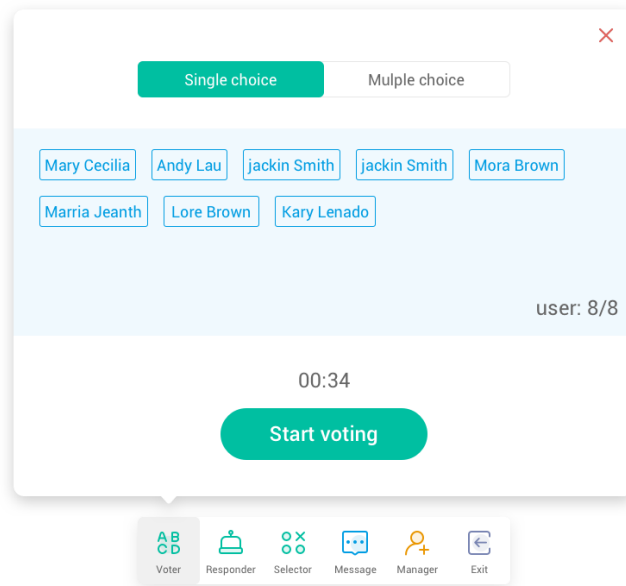 Single choice Mulple choice
Mary Cecilia Andy Lau jackin Smith jackin Smith Mora Brown
Marria Jeanth Lore Brown Kary Lenado
user: 8/8
00:34
Start voting
A B
C D
Voter Responder Selector Message Manager Exit